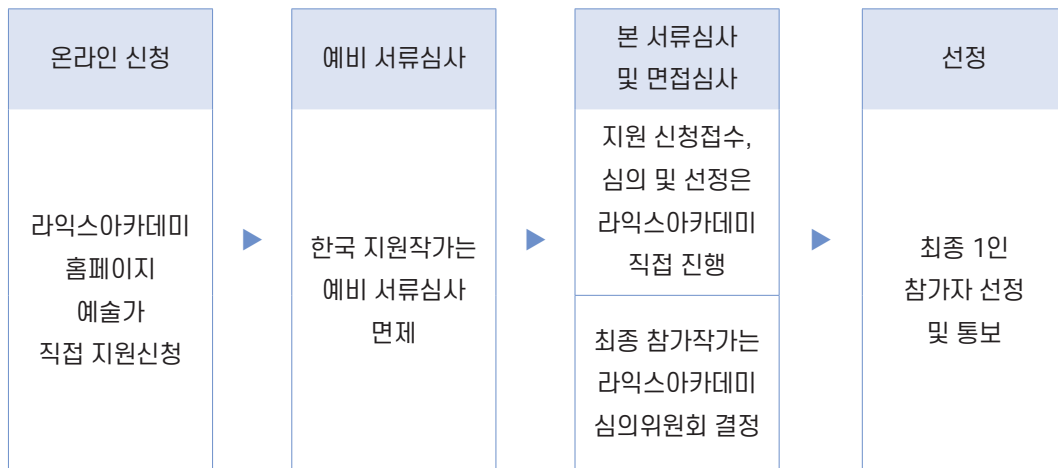 온라인 신청
라익스아카데미
홈페이지
예술가
직접 지원신청
예비 서류심사
한국 지원작가는
예비 서류심사
면제
본 서류심사
및 면접심사
지원 신청접수,
심의 및 선정은
라익스아카데미
직접 진행
최종 참가작가는
라익스아카데미
심의위원회 결정
선정
최종 1인
참가자 선정
및 통보